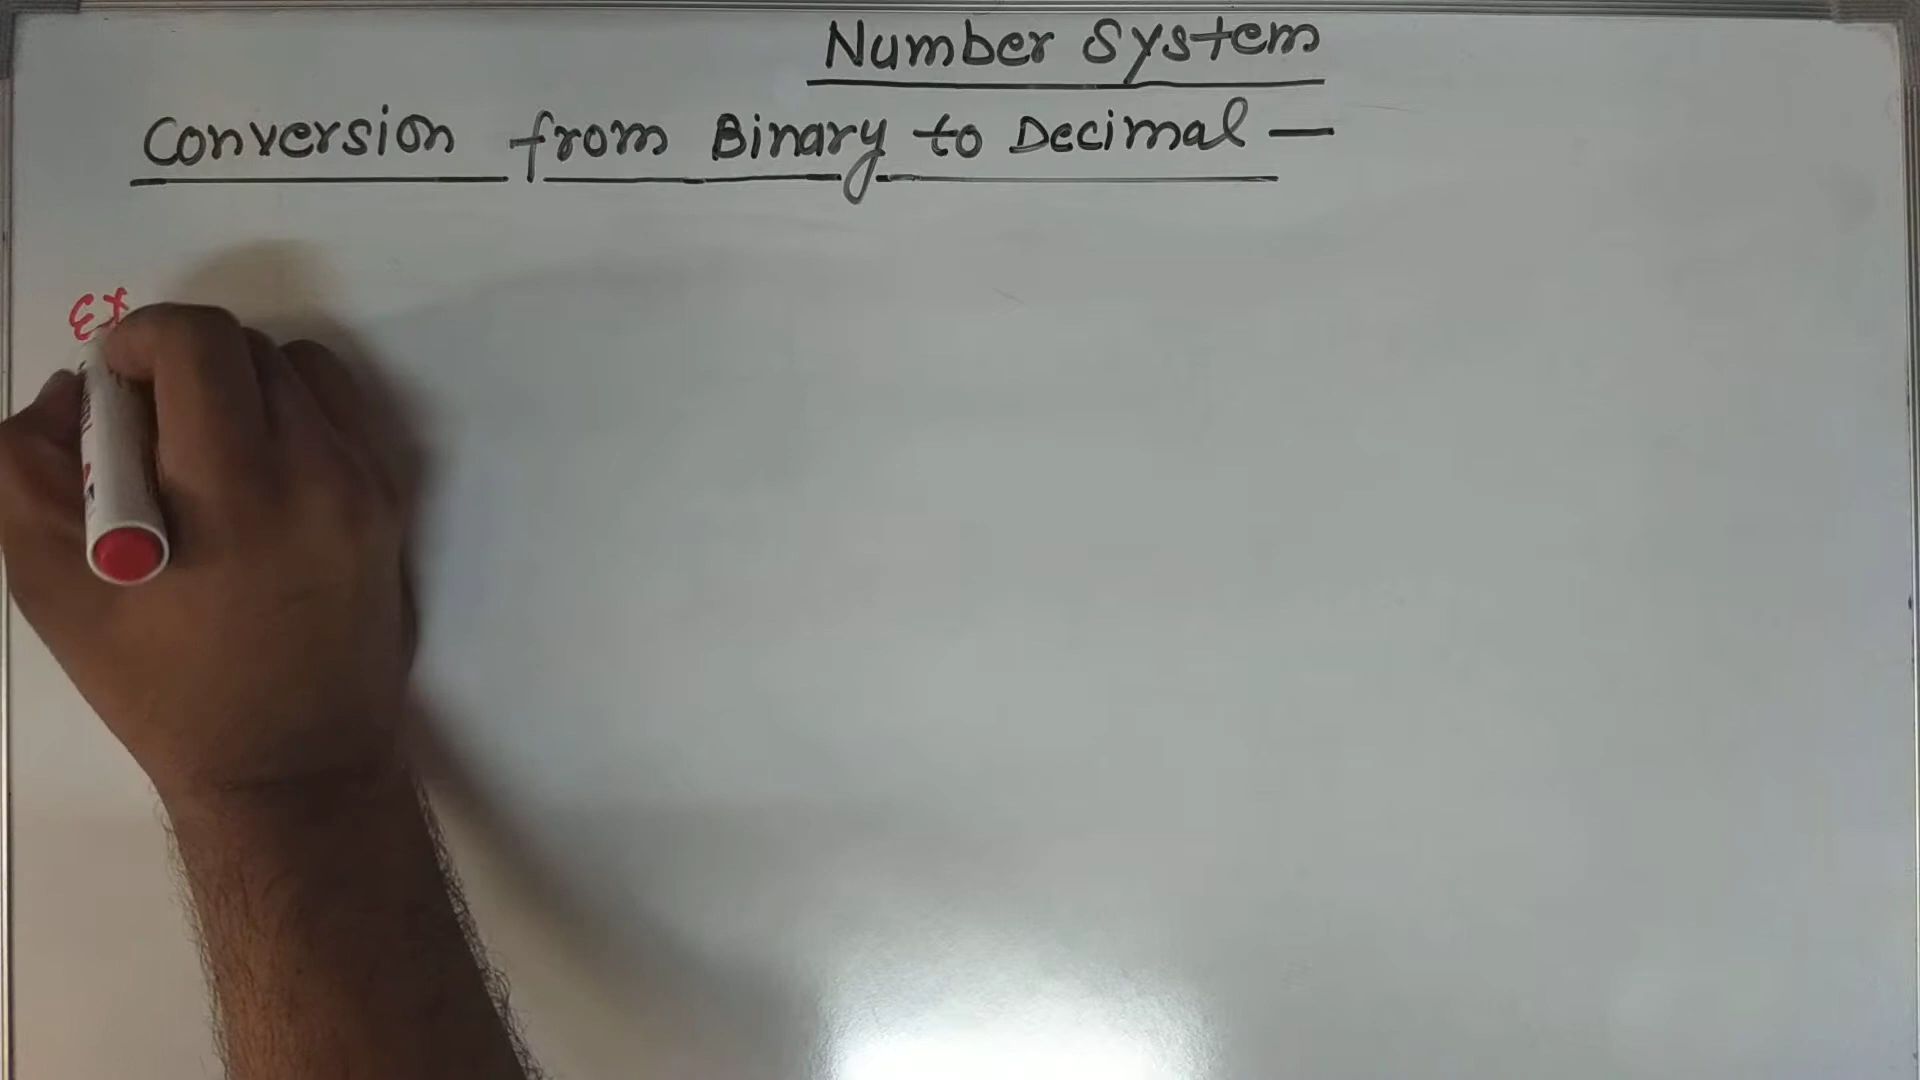 Number System
Conversion from Binary to Decimal —
Ex